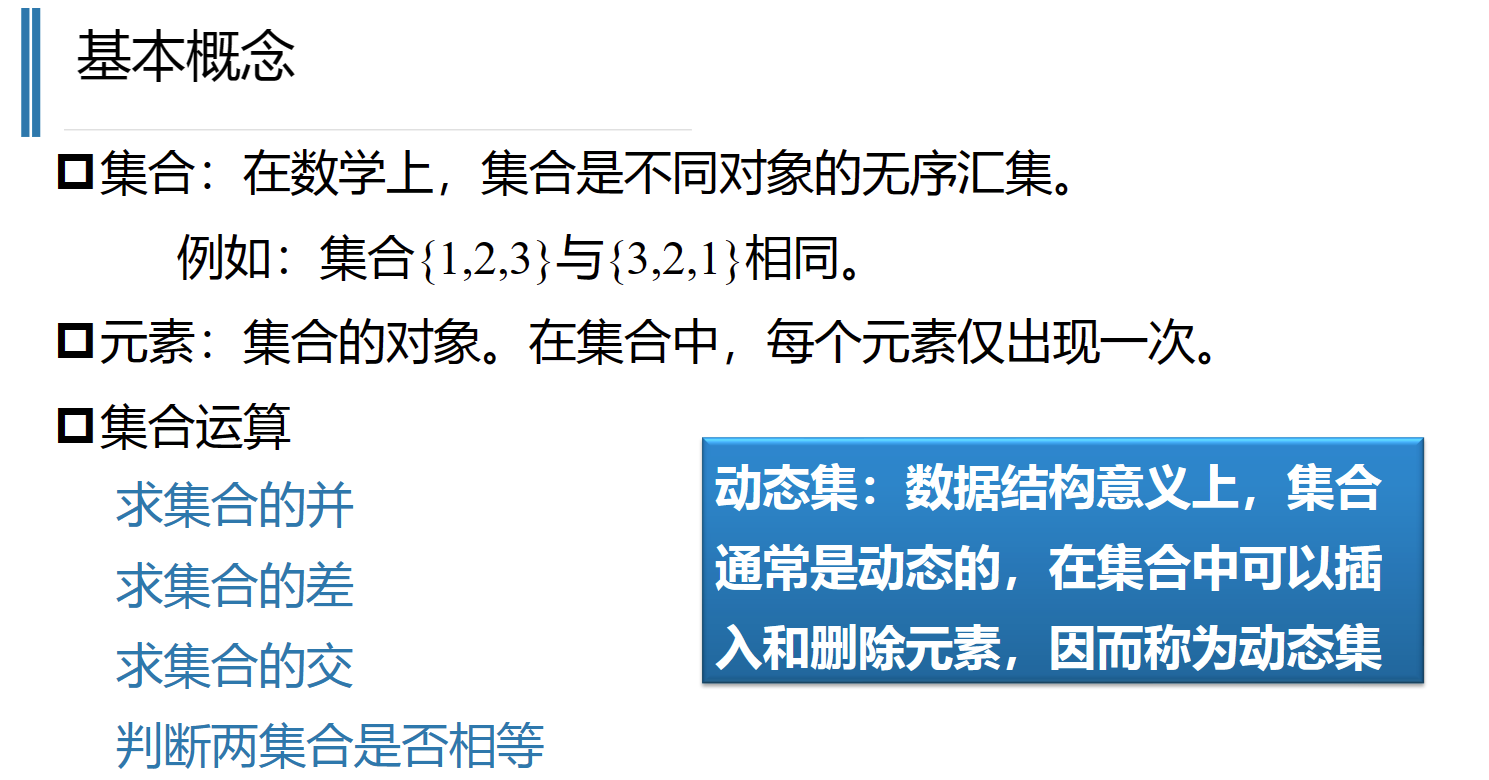 基本概念
集合：在数学上，集合是不同对象的无序汇集。
例如：集合{1,2,3}与{3,2,1}相同。
元素：集合的对象。在集合中，每个元素仅出现一次。
集合运算
求集合的并
求集合的差
求集合的交
判断两集合是否相等
动态集：数据结构意义上，集合
通常是动态的，在集合中可以插
入和删除元素，因而称为动态集